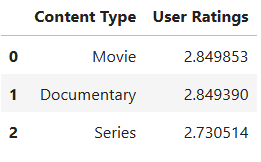 Content Type User Ratings
0 Movie 2.849853
1 Documentary 2.849390
2 Series 2.730514